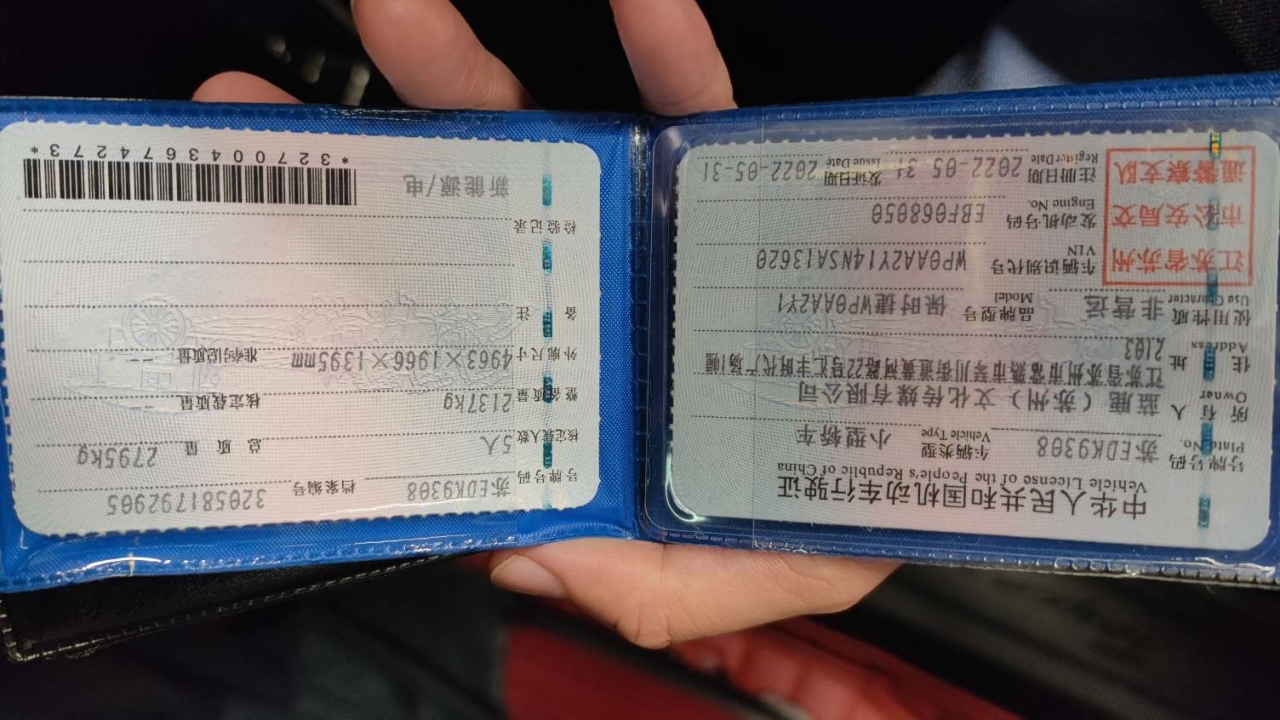 中华人民共和国机动车行驶证
Vehicle License of the People's Republic of China
号牌号码 苏EDK9308 车辆类型 小型轿车
Plate No. Vehicle Type
所有人 蓝鹿（苏州）文化传媒有限公司
Owner
住址 江苏省苏州市常熟市琴川街道黄河路22号汇丰时代广场1幢
Address 2103
使用性质 非营运 品牌型号 保时捷WP0AA2Y1
Use Character Model
江苏省苏州
市公安局交
通警察支队
车辆识别代号 WP0AA2Y14NSA13620
VIN
发动机号码 EBF068050
Engine No.
注册日期 2022-05-31 发证日期 2022-05-31
Register Date Issue Date
号牌号码 苏EDK9308 档案编号 320581792905
核定载人数 5人 总质量 2795kg
整备质量 2137kg 核定载质量
外廓尺寸 4963×1966×1395mm 准牵引总质量
备注
检验记录
新能源/电
*3270043674273*